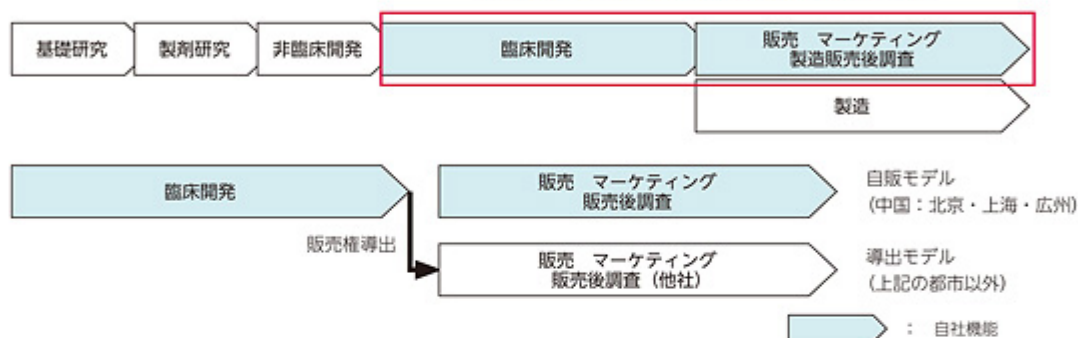 基礎研究
製剤研究
非臨床開発
臨床開発
販売 マーケティング
製造販売後調査
製造
臨床開発
販売 マーケティング
販売後調査
自販モデル
(中国：北京・上海・広州)
販売権導出
販売 マーケティング
販売後調査（他社）
導出モデル
(上記の都市以外)
： 自社機能